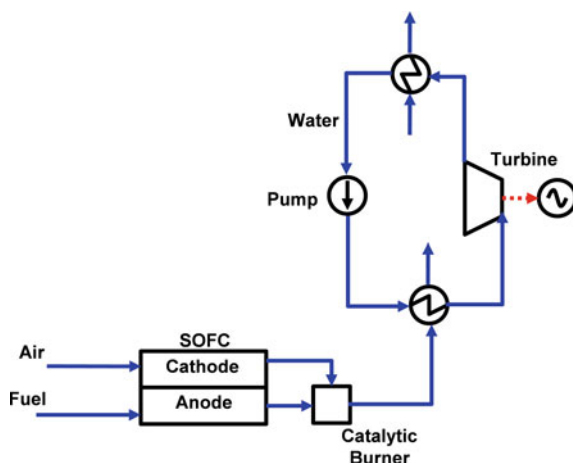 Water
Turbine
Pump
SOFC
Air
Cathode
Fuel
Anode
Catalytic
Burner